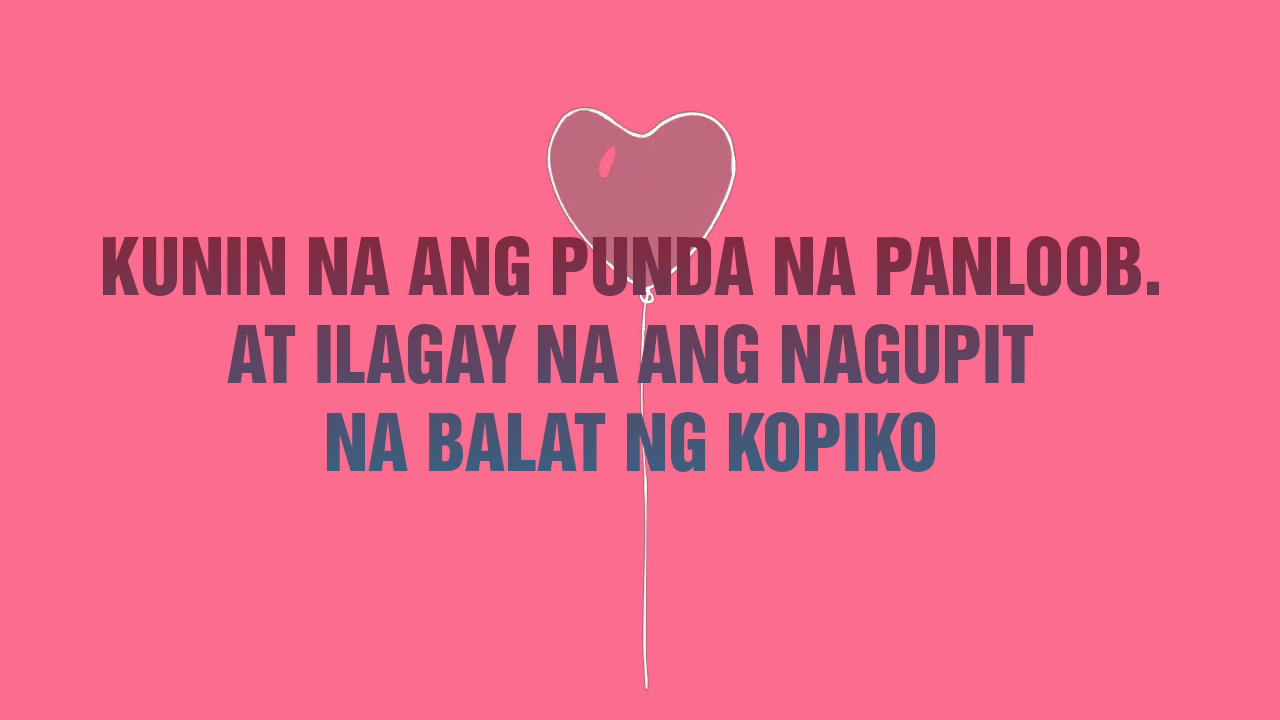 KUNIN NA ANG PUNDA NA PANLOOB.
AT ILAGAY NA ANG NAGUPIT
NA BALAT NG KOPIKO